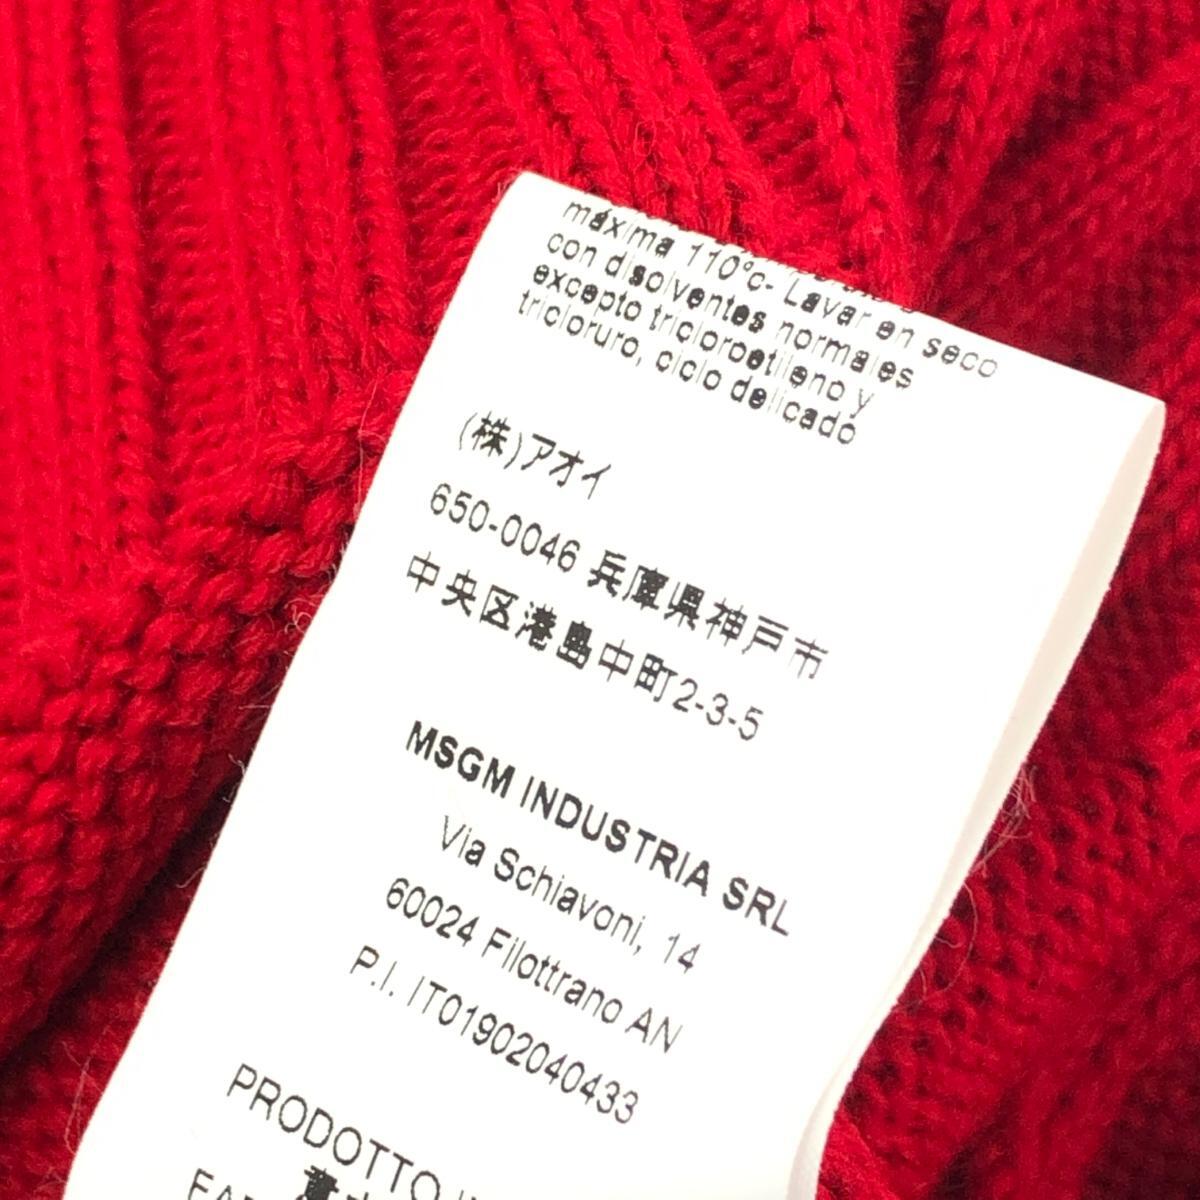 máxima 110°c- Lavar en seco
con disolventes normales
excepto tricloroetileno y
tricloruro, ciclo delicado
(株)アオイ
650-0046 兵庫県神戸市
中央区港島中町2-3-5
MSGM INDUSTRIA SRL
Via Schiavoni, 14
60024 Filottrano AN
P.I. IT01902040433
PRODOTTO